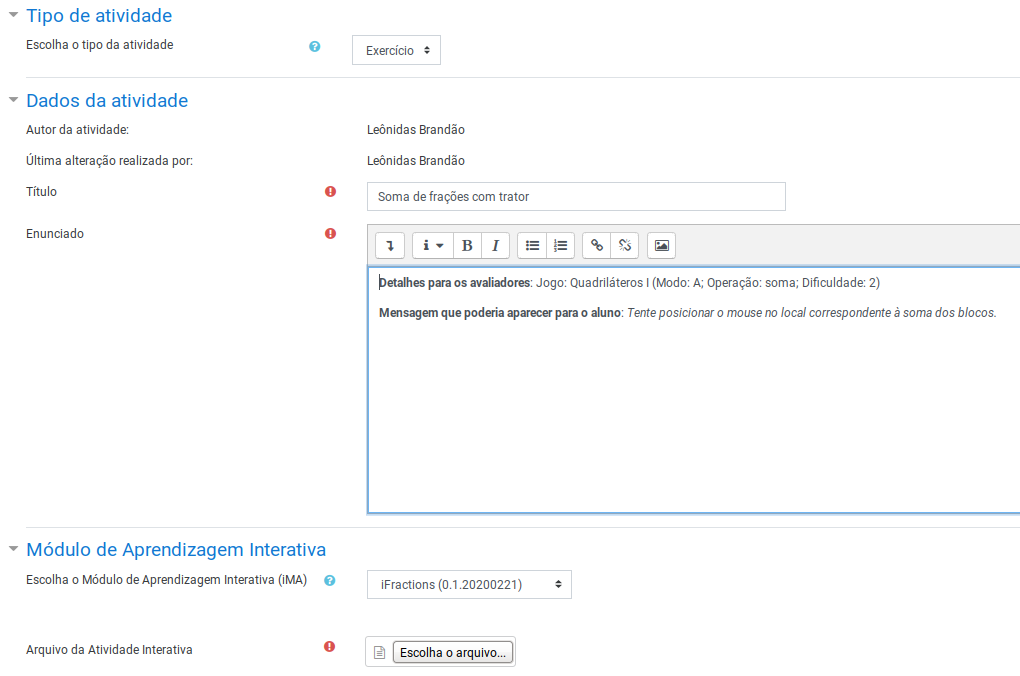 Tipo de atividade
Escolha o tipo da atividade
Exercício
Dados da atividade
Autor da atividade: Leônidas Brandão
Última alteração realizada por: Leônidas Brandão
Título Soma de frações com trator
Enunciado
i B I
Detalhes para os avaliadores: Jogo: Quadriláteros I (Modo: A; Operação: soma; Dificuldade: 2)
Mensagem que poderia aparecer para o aluno: Tente posicionar o mouse no local correspondente à soma dos blocos.
Módulo de Aprendizagem Interativa
Escolha o Módulo de Aprendizagem Interativa (iMA) iFractions (0.1.20200221)
Arquivo da Atividade Interativa Escolha o arquivo...